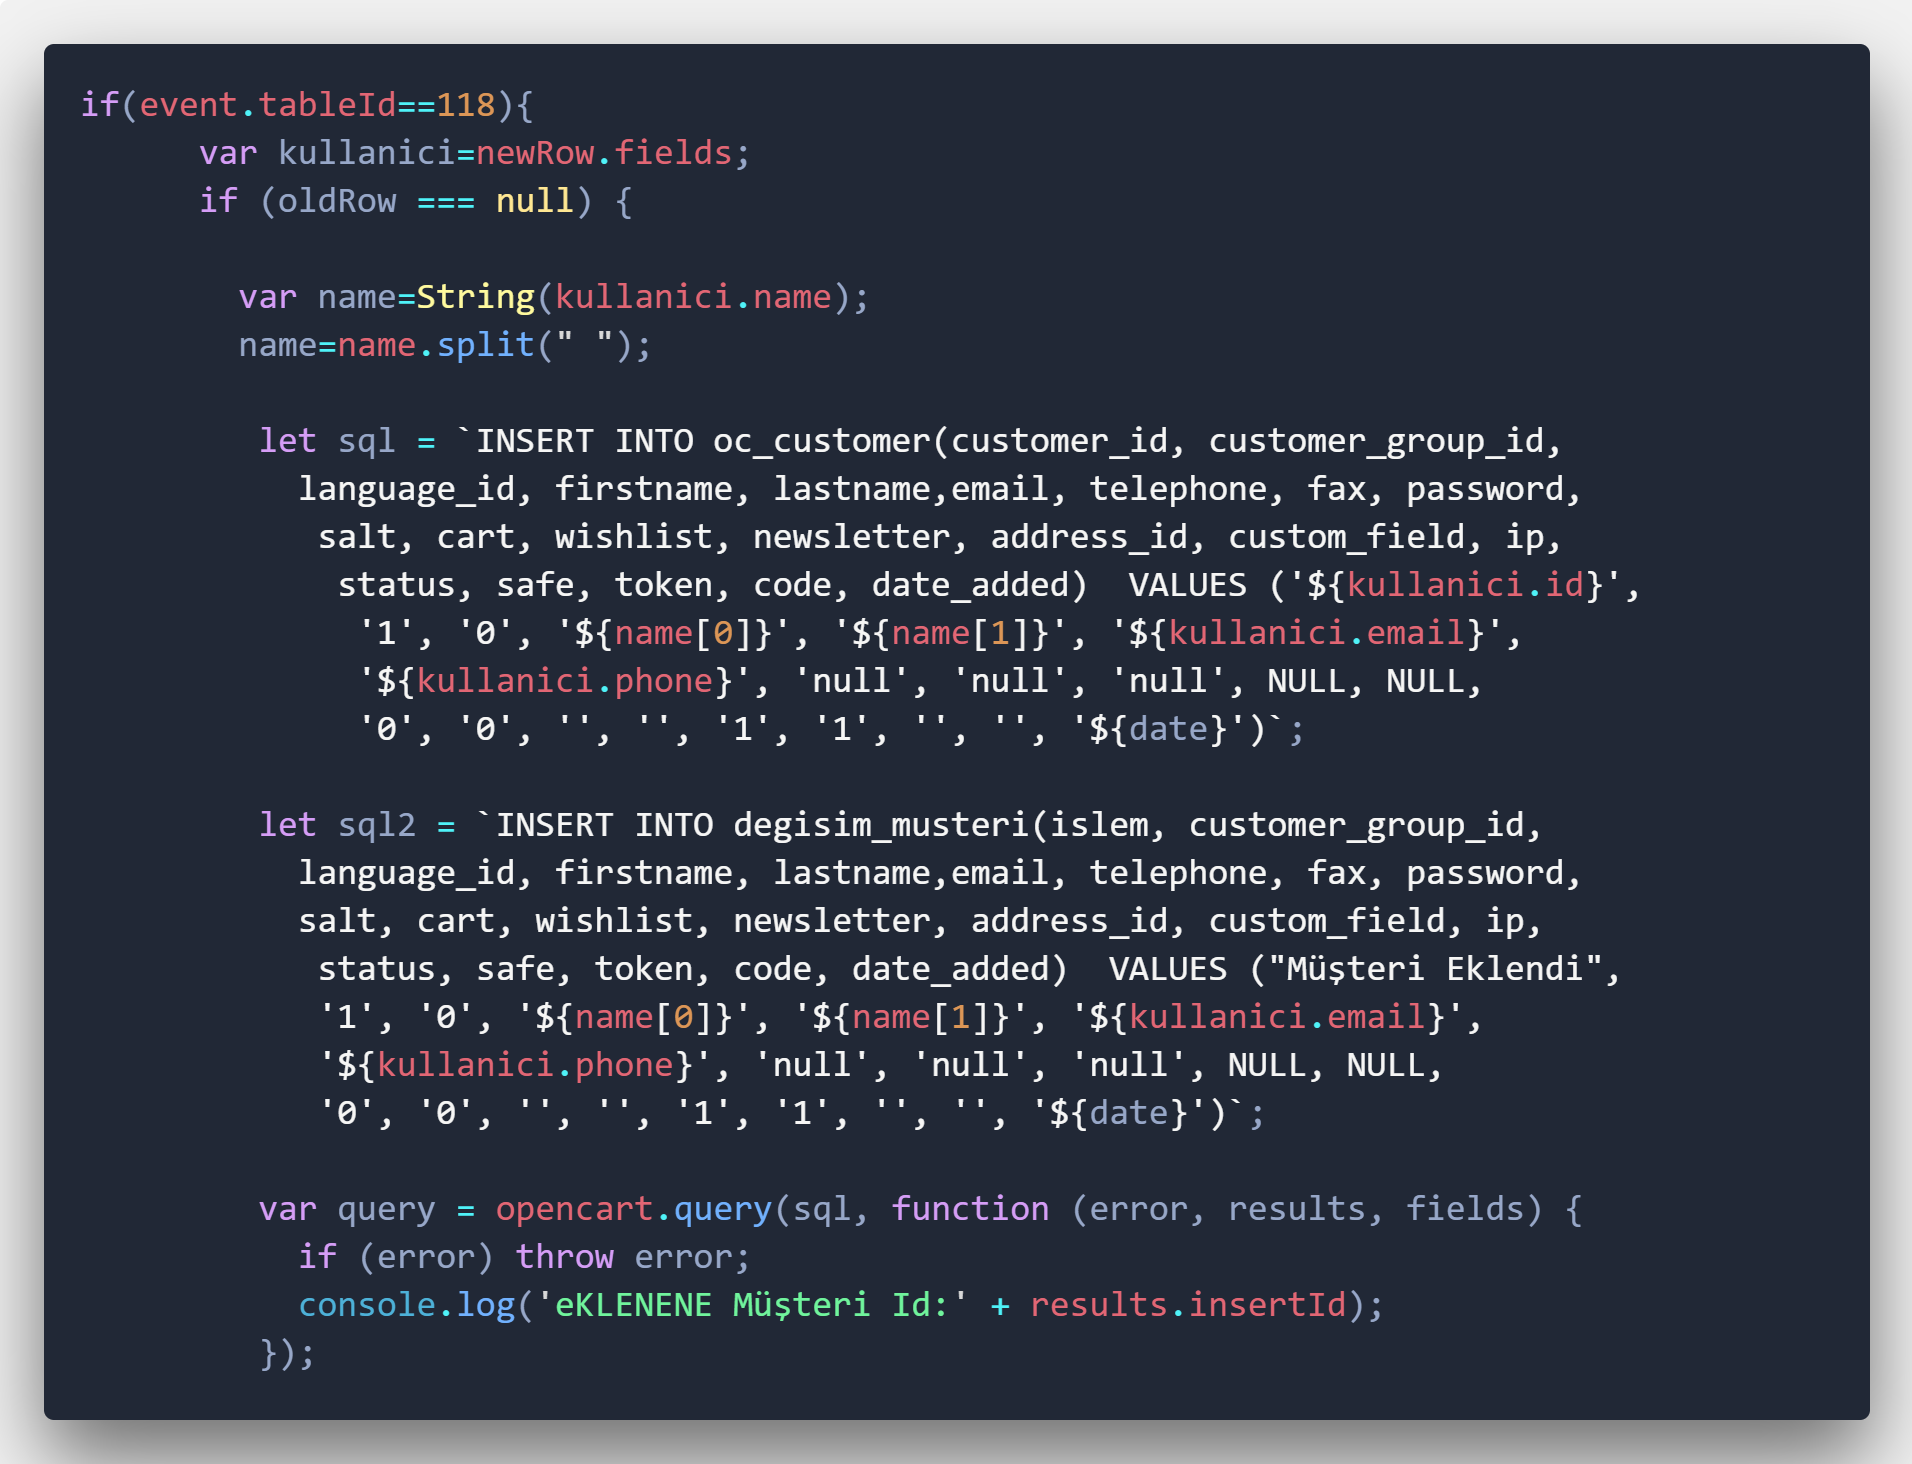 if(event.tableId==118){
var kullanici=newRow.fields;
if (oldRow === null) {
var name=String(kullanici.name);
name=name.split(" ");
let sql = `INSERT INTO oc_customer(customer_id, customer_group_id,
language_id, firstname, lastname,email, telephone, fax, password,
salt, cart, wishlist, newsletter, address_id, custom_field, ip,
status, safe, token, code, date_added)  VALUES ('${kullanici.id}',
'1', '0', '${name[0]}', '${name[1]}', '${kullanici.email}',
'${kullanici.phone}', 'null', 'null', 'null', NULL, NULL,
'0', '0', '', '', '1', '1', '', '', '${date}')`;
let sql2 = `INSERT INTO degisim_musteri(islem, customer_group_id,
language_id, firstname, lastname,email, telephone, fax, password,
salt, cart, wishlist, newsletter, address_id, custom_field, ip,
status, safe, token, code, date_added)  VALUES ("Müşteri Eklendi",
'1', '0', '${name[0]}', '${name[1]}', '${kullanici.email}',
'${kullanici.phone}', 'null', 'null', 'null', NULL, NULL,
'0', '0', '', '', '1', '1', '', '', '${date}')`;
var query = opencart.query(sql, function (error, results, fields) {
if (error) throw error;
console.log('eKLENENE Müşteri Id:' + results.insertId);
});